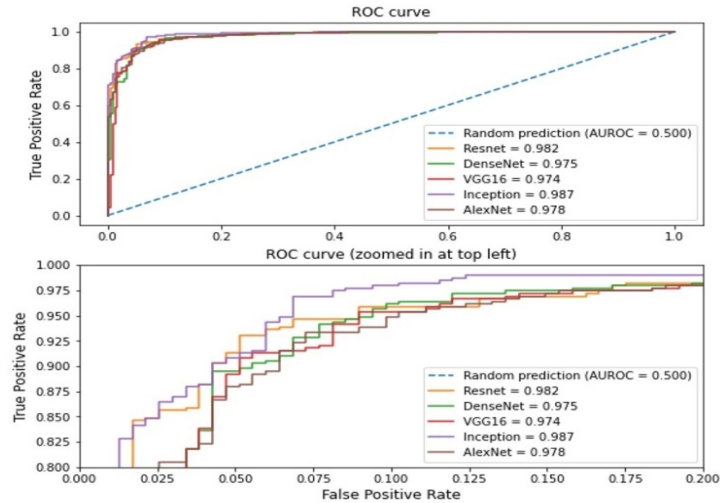 ROC curve
True Positive Rate
1.0
0.8
0.6
0.4
0.2
0.0
Random prediction (AUROC = 0.500)
Resnet = 0.982
DenseNet = 0.975
VGG16 = 0.974
Inception = 0.987
AlexNet = 0.978
0.0 0.2 0.4 0.6 0.8 1.0
ROC curve (zoomed in at top left)
True Positive Rate
1.000
0.975
0.950
0.925
0.900
0.875
0.850
0.825
0.800
Random prediction (AUROC = 0.500)
Resnet = 0.982
DenseNet = 0.975
VGG16 = 0.974
Inception = 0.987
AlexNet = 0.978
0.000 0.025 0.050 0.075 0.100 0.125 0.150 0.175 0.200
False Positive Rate